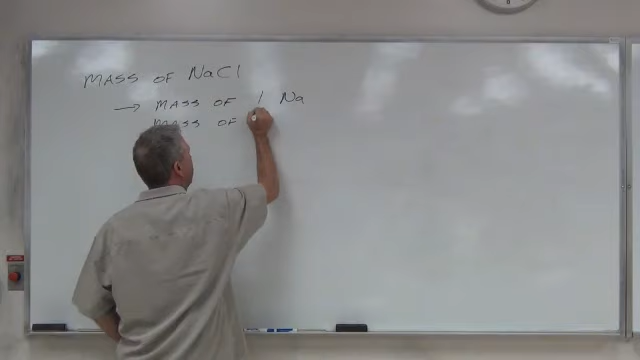 MASS OF NaCl
→ MASS OF 1 Na
MASS OF